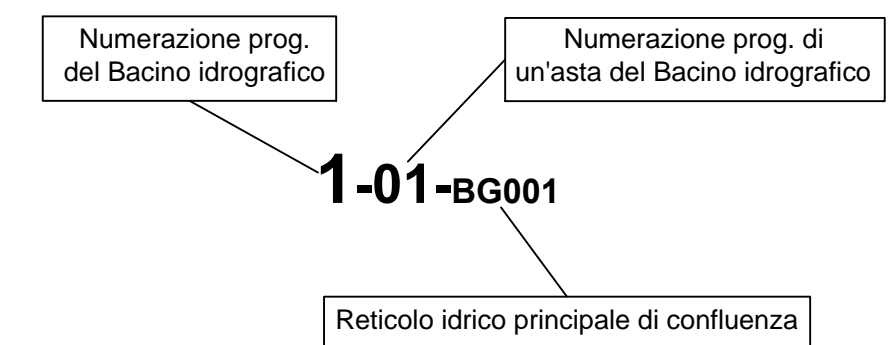 Numerazione prog.
del Bacino idrografico
Numerazione prog. di
un'asta del Bacino idrografico
1-01-BG001
Reticolo idrico principale di confluenza